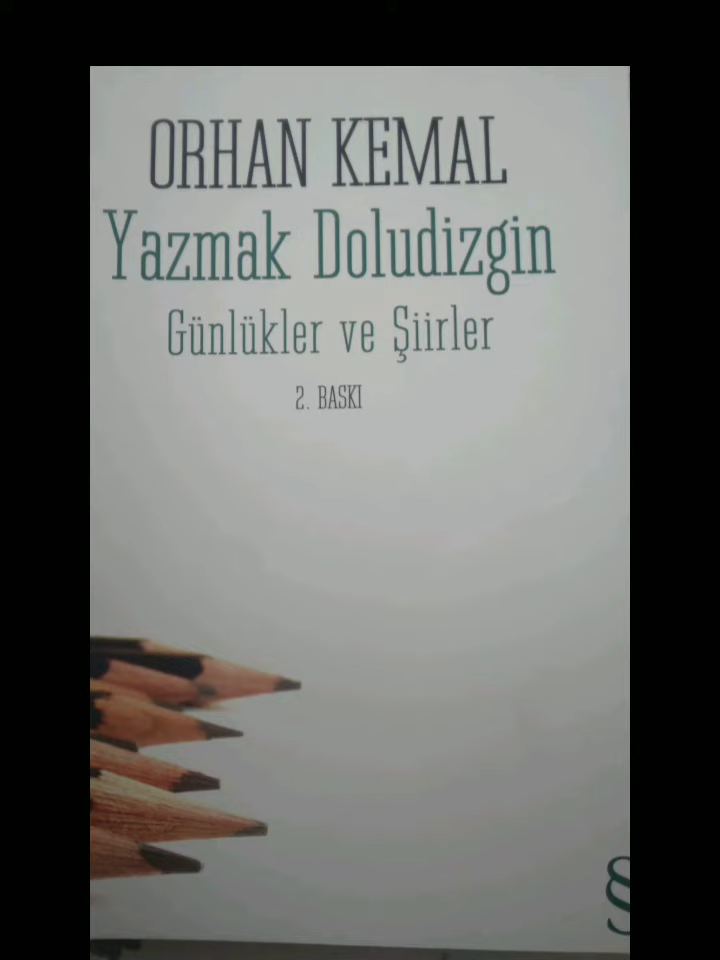 ORHAN KEMAL
Yazmak Doludizgin
Günlükler ve Şiirler
2. BASKI